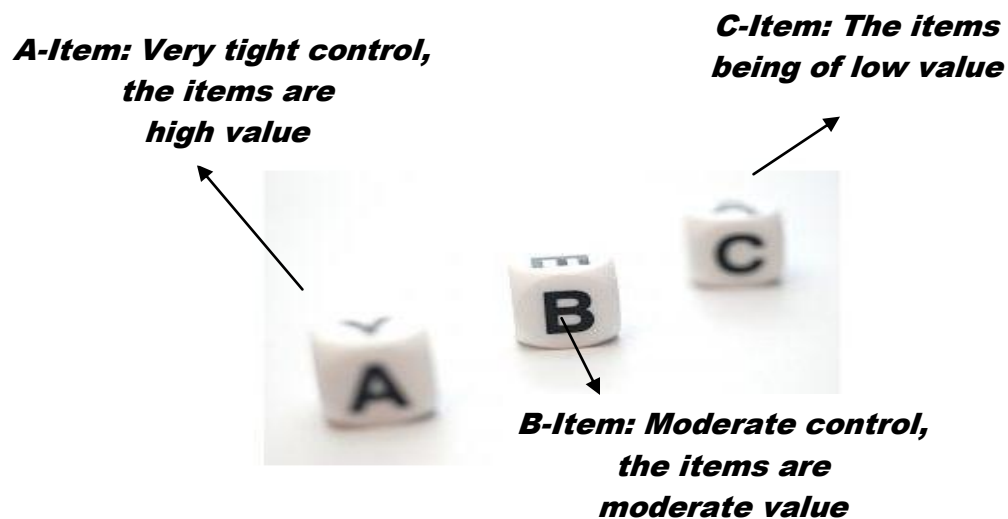 A-Item: Very tight control,
the items are
high value
C-Item: The items
being of low value
A
B
C
B-Item: Moderate control,
the items are
moderate value